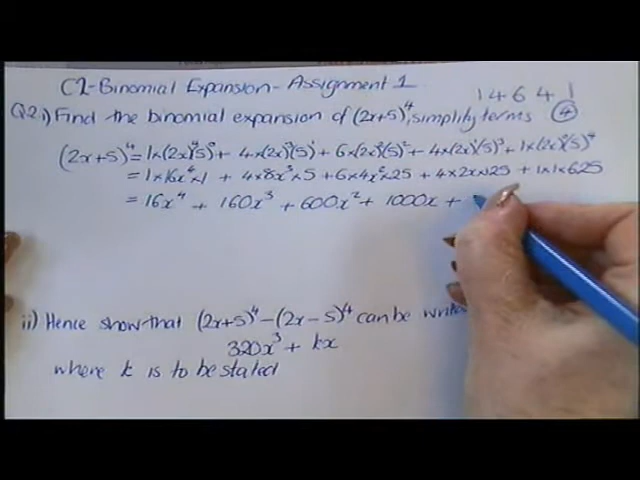 C2-Binomial Expansion - Assignment 1
1 4 6 4 1
Q2.i) Find the binomial expansion of (2x+5)⁴, simplify terms ④
(2x+5)⁴ = 1×(2x)⁴(5)⁰ + 4×(2x)³(5)¹ + 6×(2x)²(5)² + 4×(2x)¹(5)³ + 1×(2x)⁰(5)⁴
= 1×16x⁴×1 + 4×8x³×5 + 6×4x²×25 + 4×2x×125 + 1×1×625
= 16x⁴ + 160x³ + 600x² + 1000x +
ii) Hence show that (2x+5)⁴ - (2x-5)⁴ can be
320x³ + kx
where k is to be stated